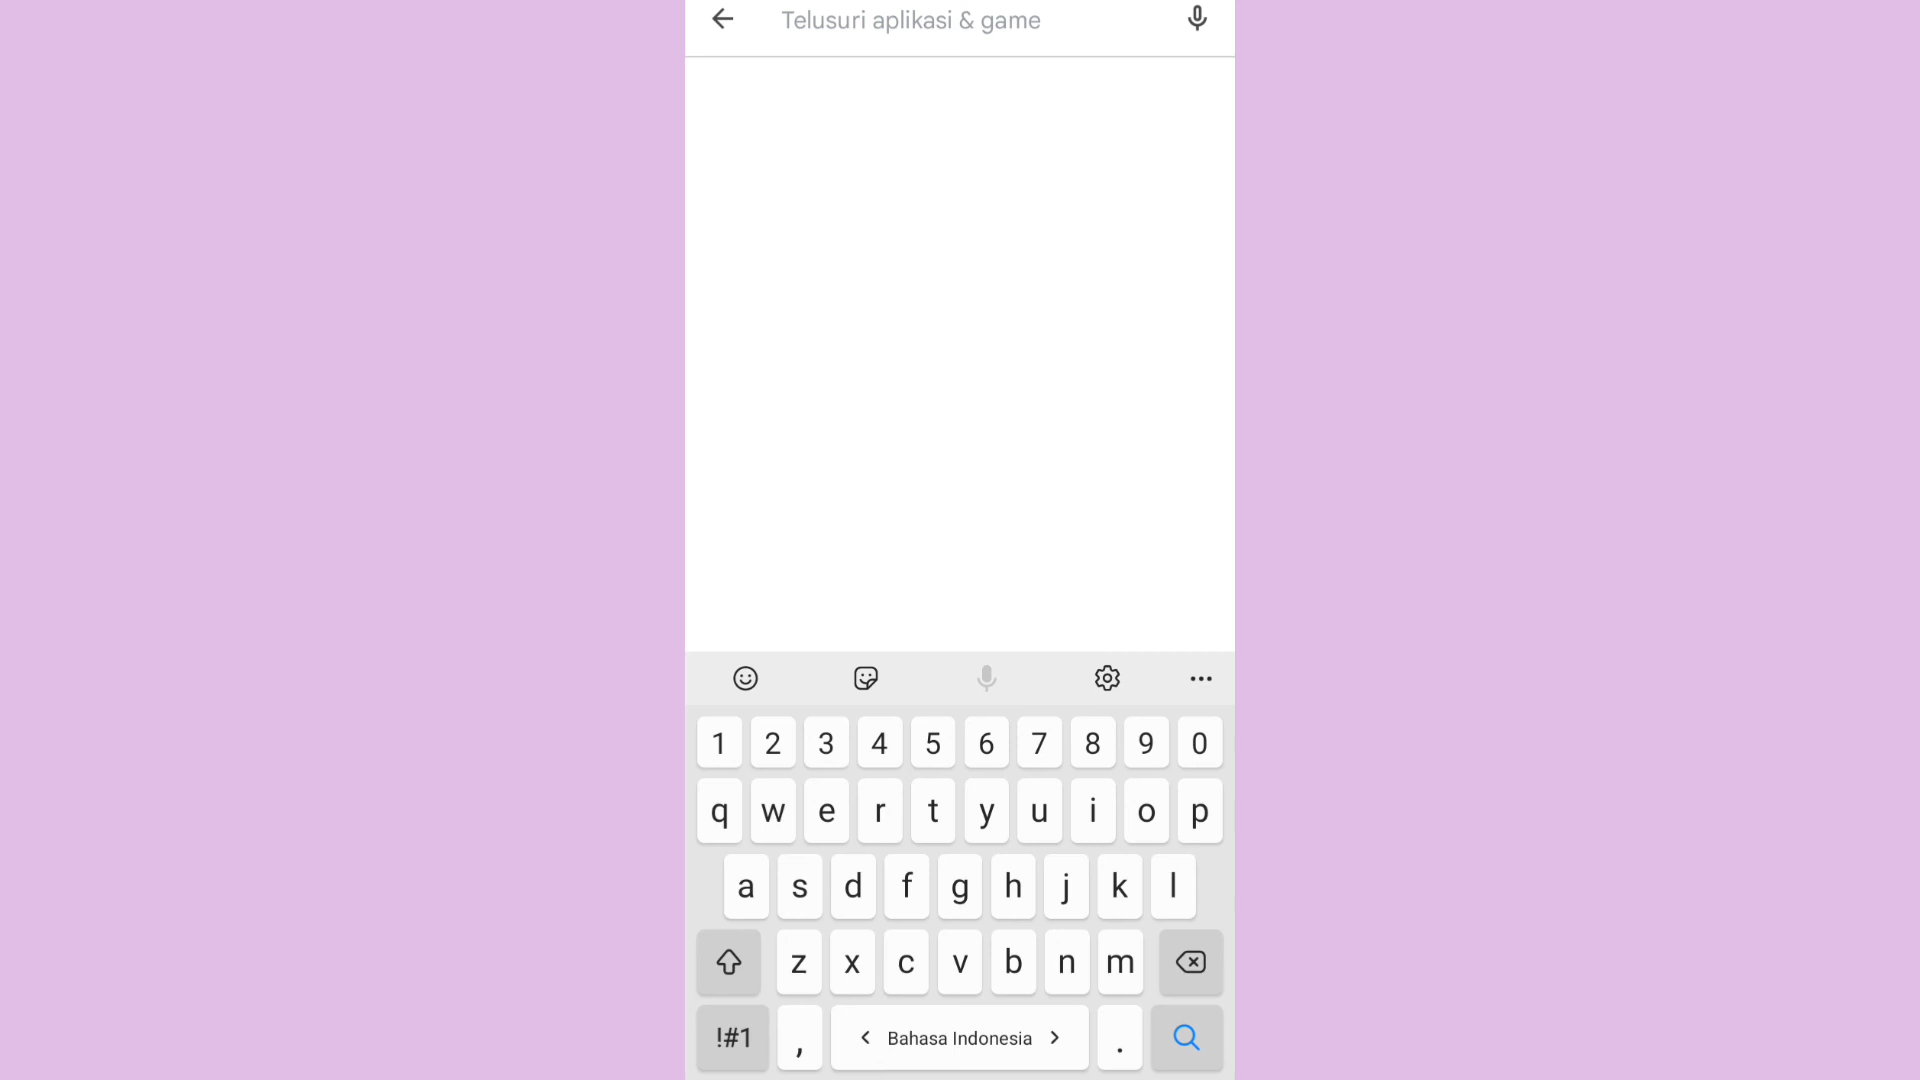 Telusuri aplikasi & game
1 2 3 4 5 6 7 8 9 0
q w e r t y u i o p
a s d f g h j k l
z x c v b n m
!#1 , < Bahasa Indonesia > .